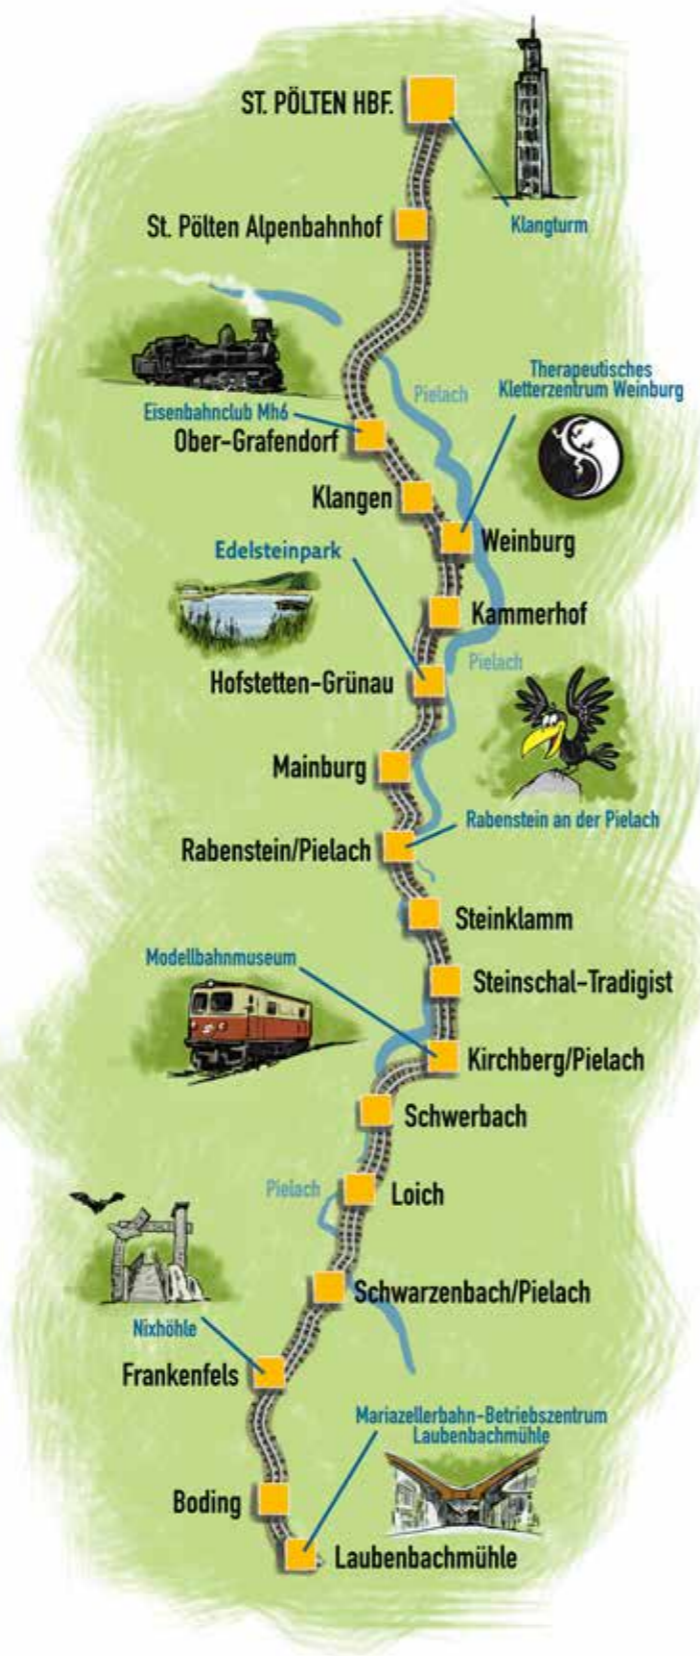 ST. PÖLTEN HBF.
Klangturm
St. Pölten Alpenbahnhof
Therapeutisches
Kletterzentrum Weinburg
Pielach
Eisenbahnclub Mh6
Ober-Grafendorf
Klangen
Weinburg
Edelsteinpark
Kammerhof
Pielach
Hofstetten-Grünau
Mainburg
Rabenstein an der Pielach
Rabenstein/Pielach
Steinklamm
Modellbahnmuseum
Steinschal-Tradigist
Kirchberg/Pielach
Schwerbach
Pielach
Loich
Schwarzenbach/Pielach
Nixhöhle
Frankenfels
Mariazellerbahn-Betriebszentrum
Laubenbachmühle
Boding
Laubenbachmühle